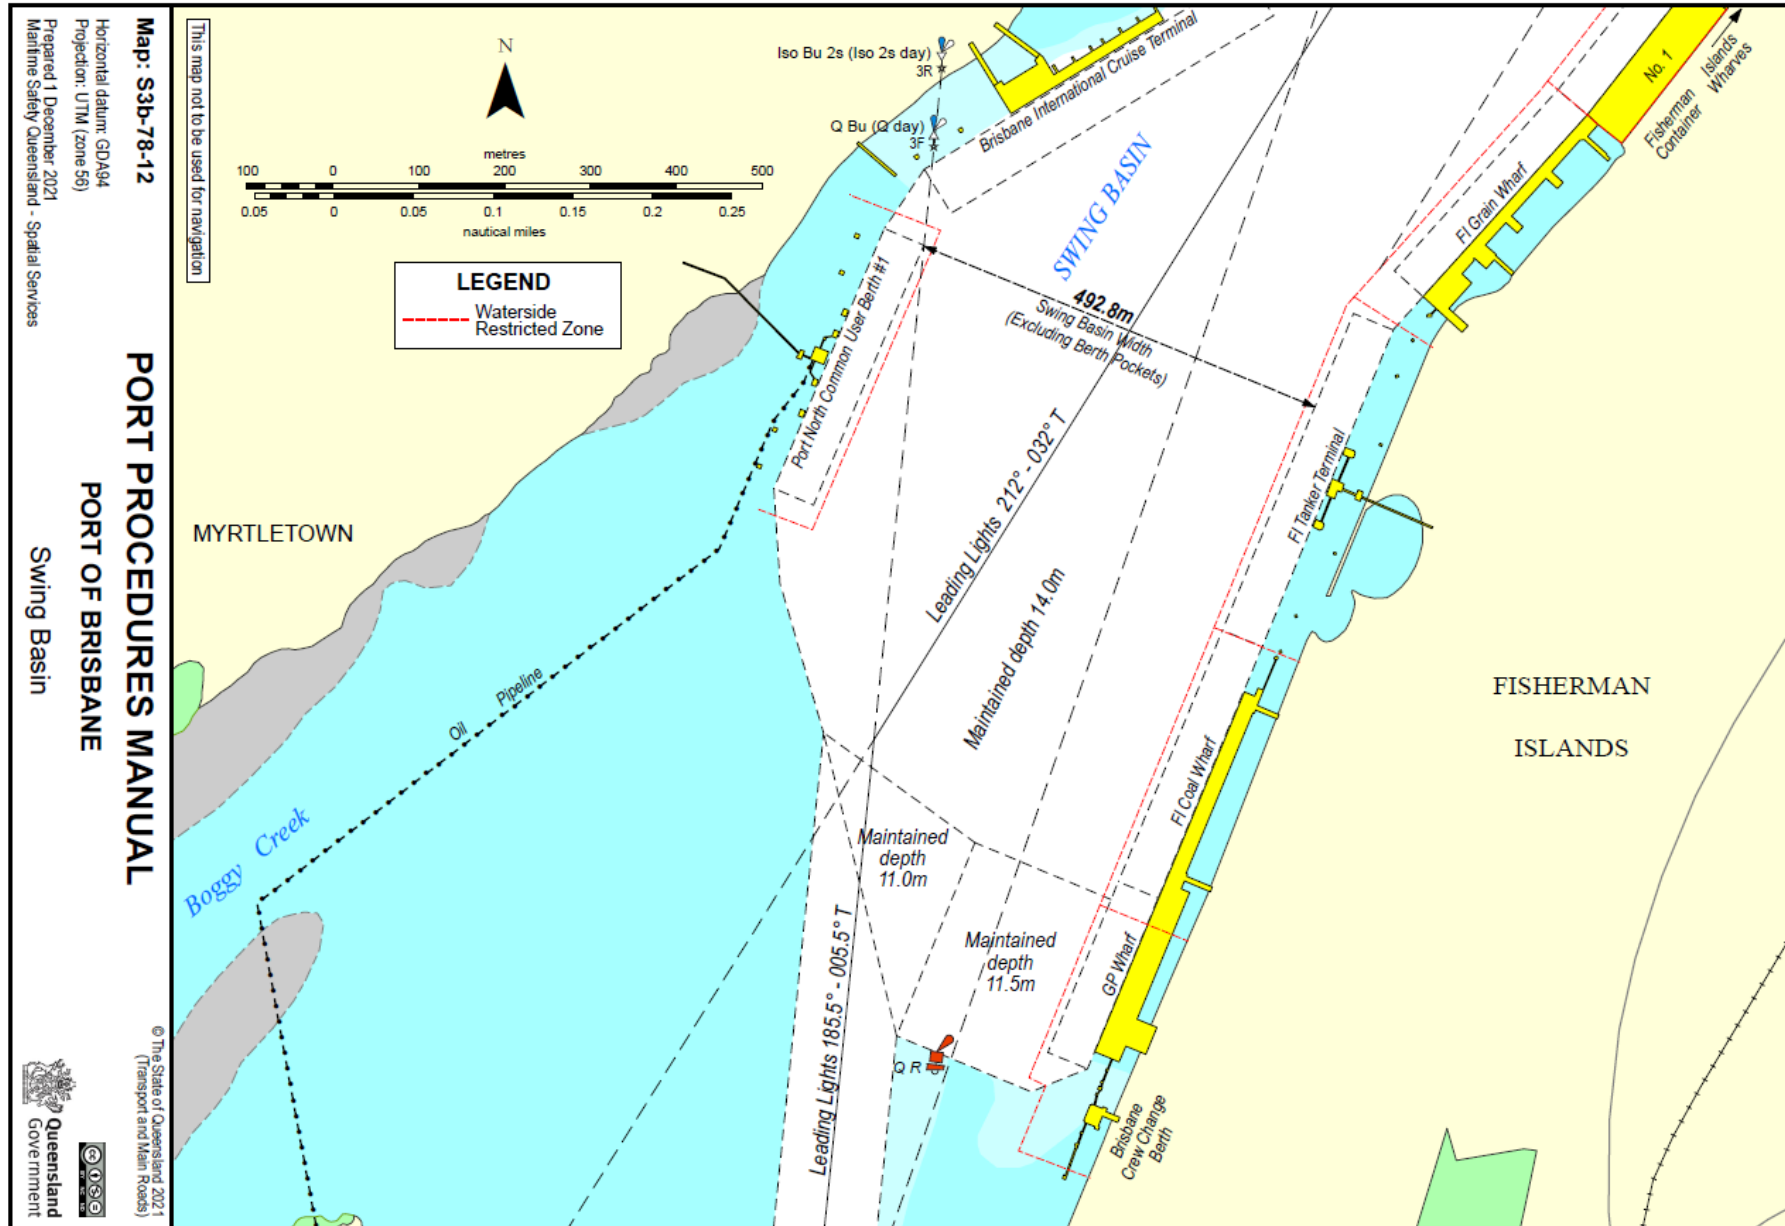 Map: S3b-78-12
Horizontal datum: GDA94
Projection: UTM (zone 56)
Prepared 1 December 2021
Maritime Safety Queensland - Spatial Services
PORT PROCEDURES MANUAL
PORT OF BRISBANE
Swing Basin
© The State of Queensland 2021
(Transport and Main Roads)
Queensland
Government
cc
BY NC ND
This map not to be used for navigation
N
metres
100 0 100 200 300 400 500
0.05 0 0.05 0.1 0.15 0.2 0.25
nautical miles
LEGEND
Waterside
Restricted Zone
Iso Bu 2s (Iso 2s day)
3R
Q Bu (Q day)
3F
Brisbane International Cruise Terminal
SWING BASIN
No. 1
Fisherman
Islands
Container
Wharves
FI Grain Wharf
492.8m
Swing Basin Width
(Excluding Berth Pockets)
Port North Common User Berth #1
Leading Lights 212° - 032° T
FI Tanker Terminal
MYRTLETOWN
Maintained depth 14.0m
Oil Pipeline
FISHERMAN
ISLANDS
FI Coal Wharf
Boggy Creek
Maintained
depth
11.0m
Maintained
depth
11.5m
GP Wharf
Leading Lights 185.5° - 005.5° T
Q R
Brisbane
Crew Change
Berth